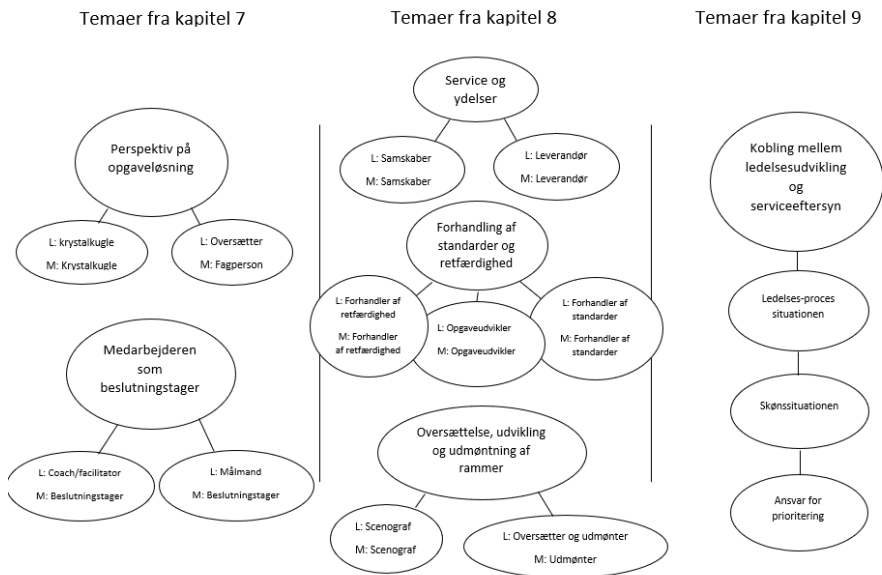 Temaer fra kapitel 7
Perspektiv på
opgaveløsning
L: krystalkugle
M: Krystalkugle
L: Oversætter
M: Fagperson
Medarbejderen
som
beslutningstager
L: Coach/facilitator
M: Beslutningstager
L: Målmand
M: Beslutningstager
Temaer fra kapitel 8
Service og
ydelser
L: Samskaber
M: Samskaber
L: Leverandør
M: Leverandør
Forhandling af
standarder og
retfærdighed
L: Forhandler af
retfærdighed
M: Forhandler
af retfærdighed
L: Opgaveudvikler
M: Opgaveudvikler
L: Forhandler af
standarder
M: Forhandler af
standarder
Oversættelse, udvikling
og udmøntning af
rammer
L: Scenograf
M: Scenograf
L: Oversætter og udmønter
M: Udmønter
Temaer fra kapitel 9
Kobling mellem
ledelsesudvikling
og
serviceeftersyn
Ledelses-proces
situationen
Skønssituationen
Ansvar for
prioritering